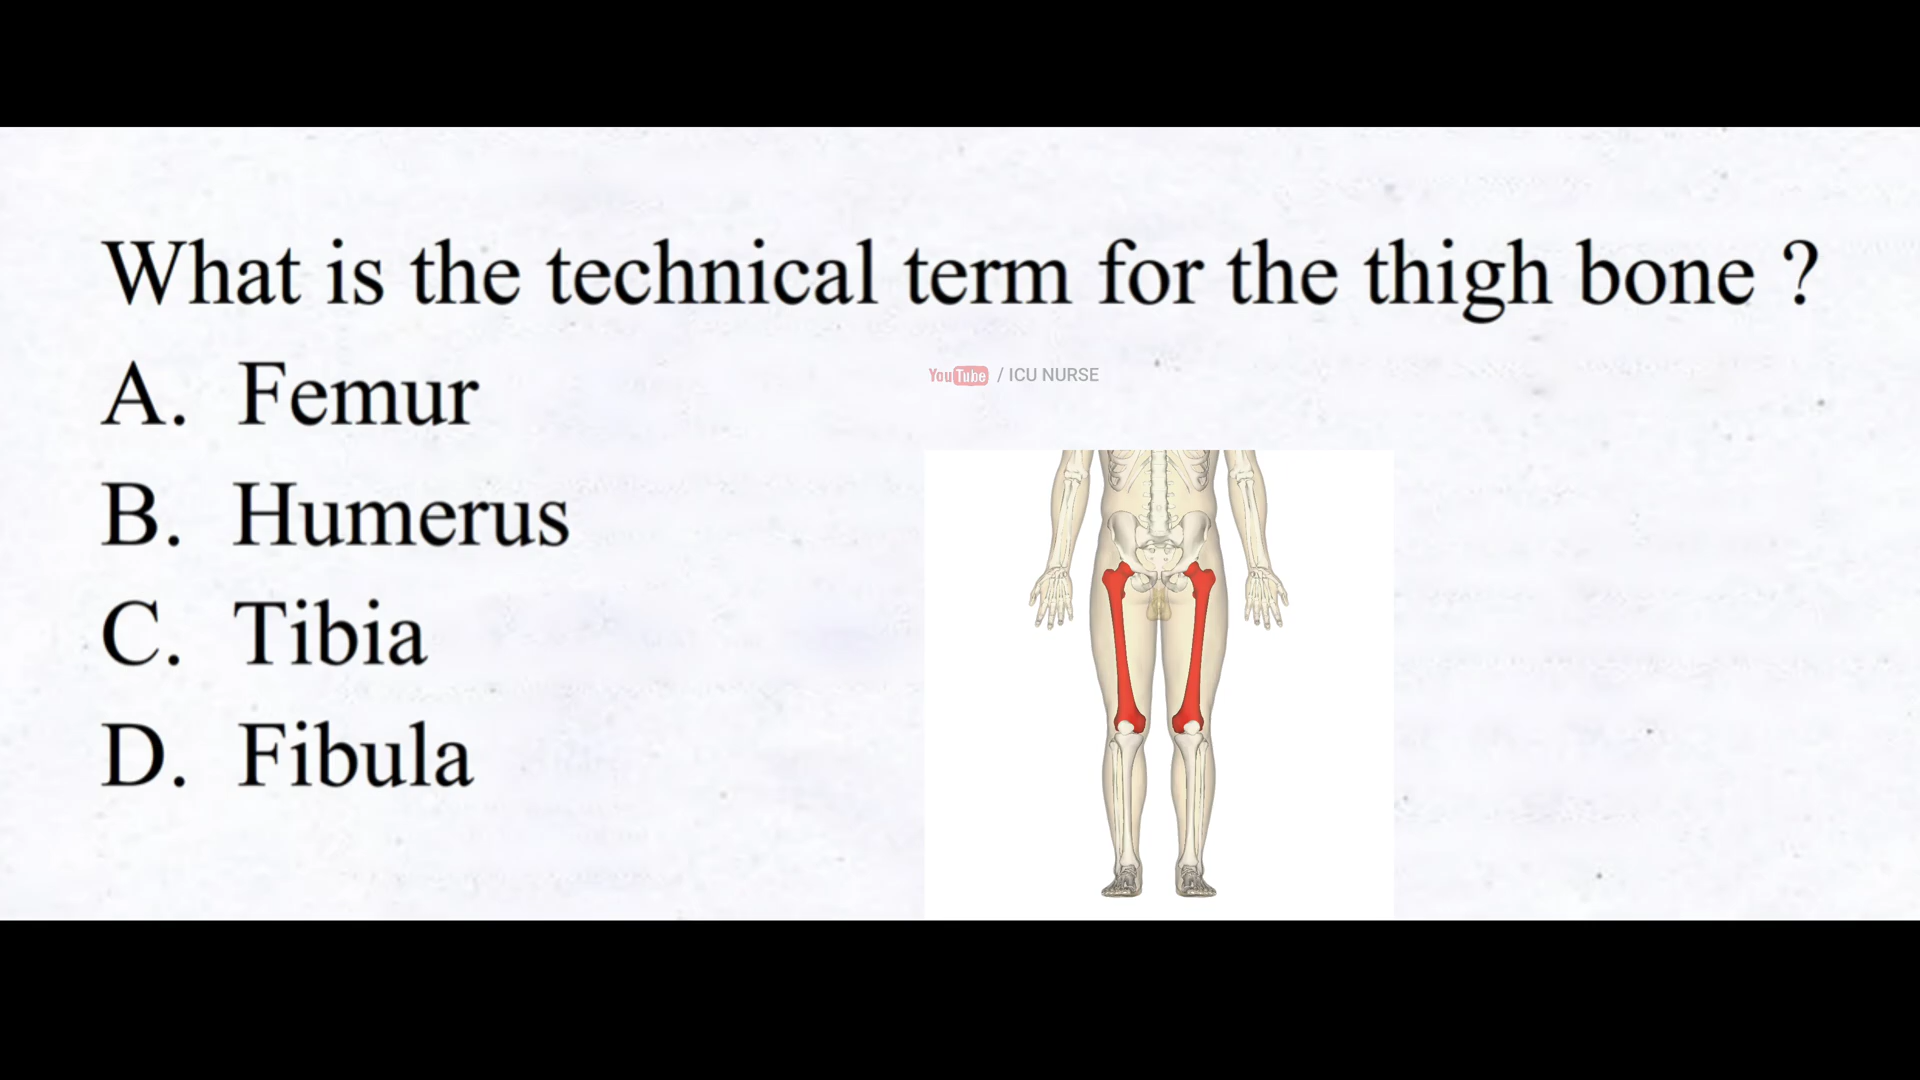 What is the technical term for the thigh bone ?
A. Femur
YouTube / ICU NURSE
B. Humerus
C. Tibia
D. Fibula